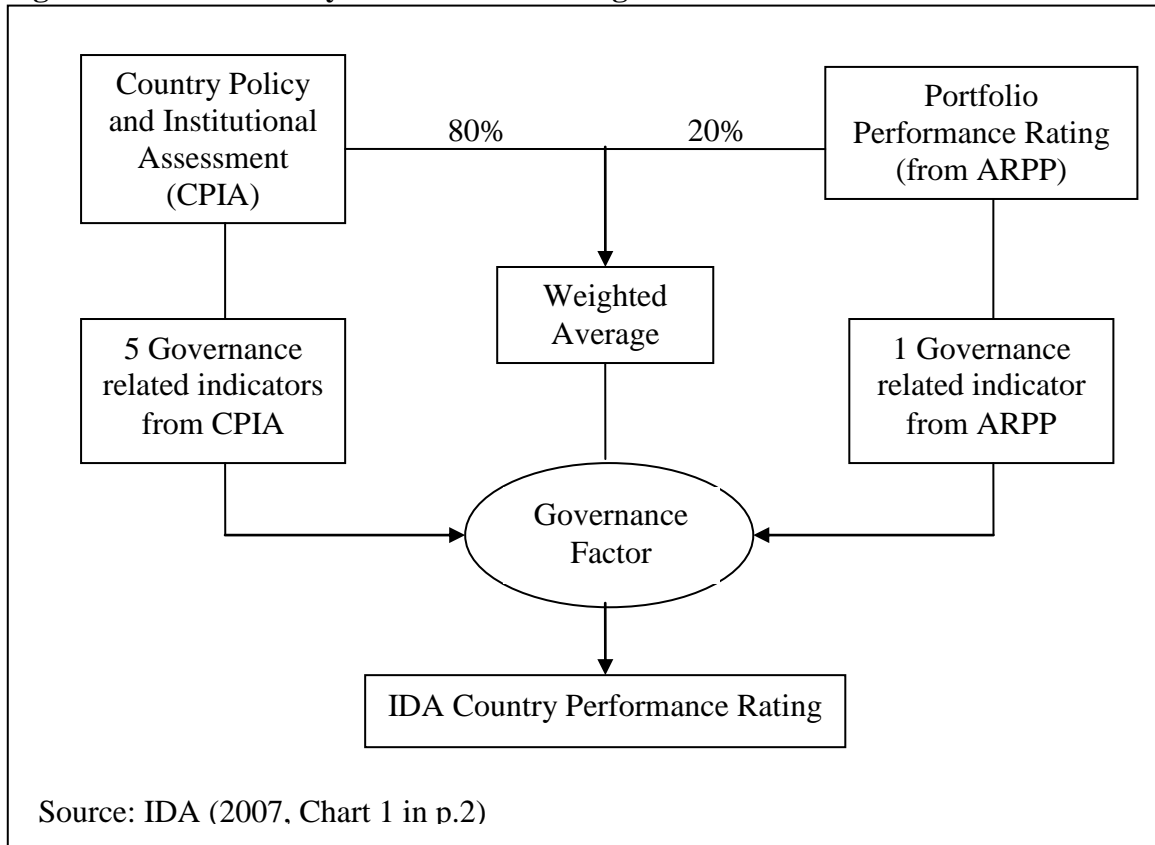 Country Policy
and Institutional
Assessment
(CPIA)
80%
20%
Portfolio
Performance Rating
(from ARPP)
Weighted
Average
5 Governance
related indicators
from CPIA
1 Governance
related indicator
from ARPP
Governance
Factor
IDA Country Performance Rating
Source: IDA (2007, Chart 1 in p.2)